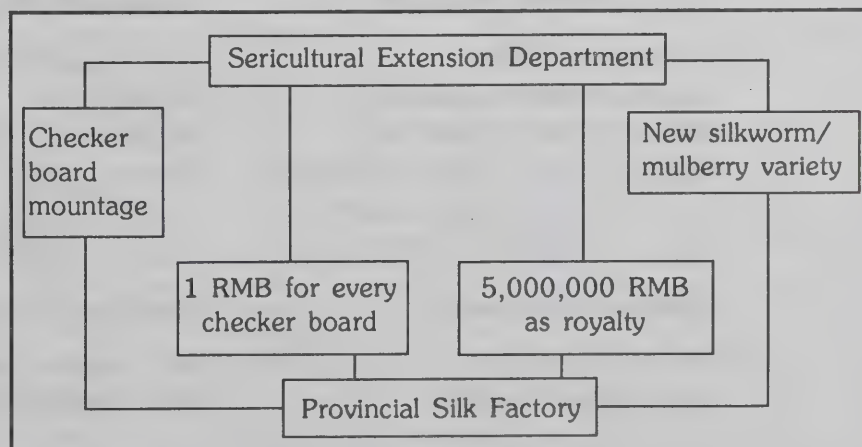 Sericultural Extension Department
Checker
board
mountage
New silkworm/
mulberry variety
1 RMB for every
checker board
5,000,000 RMB
as royalty
Provincial Silk Factory